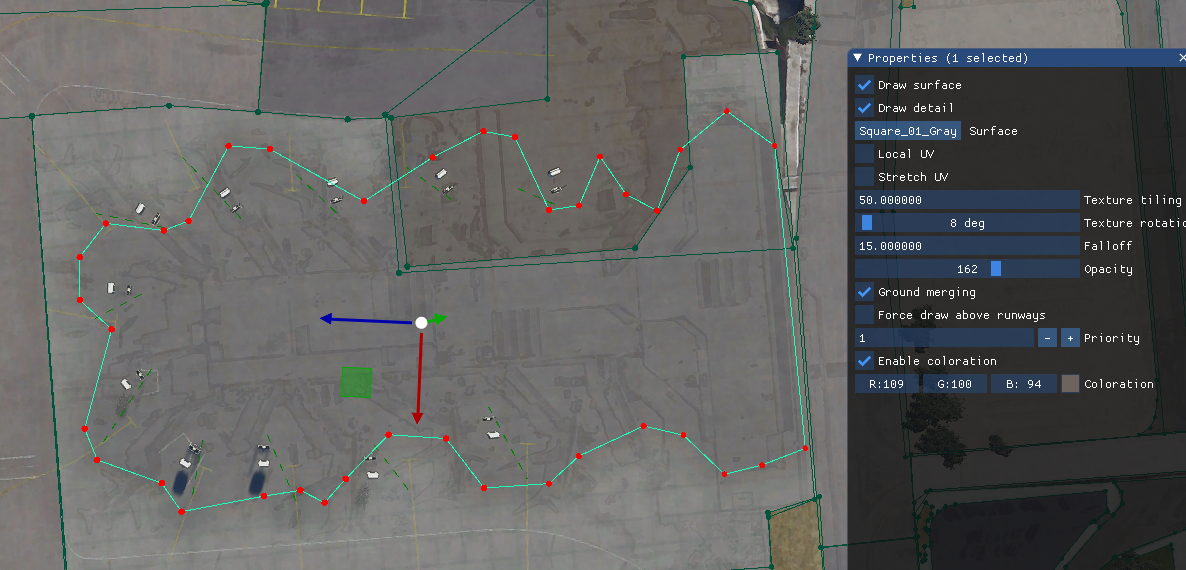 Properties (1 selected)
Draw surface
Draw detail
Square_01_Gray Surface
Local UV
Stretch UV
50.000000 Texture tiling
8 deg Texture rotatio
15.000000 Falloff
162 Opacity
Ground merging
Force draw above runways
1 - + Priority
Enable coloration
R:109 G:100 B: 94 Coloration